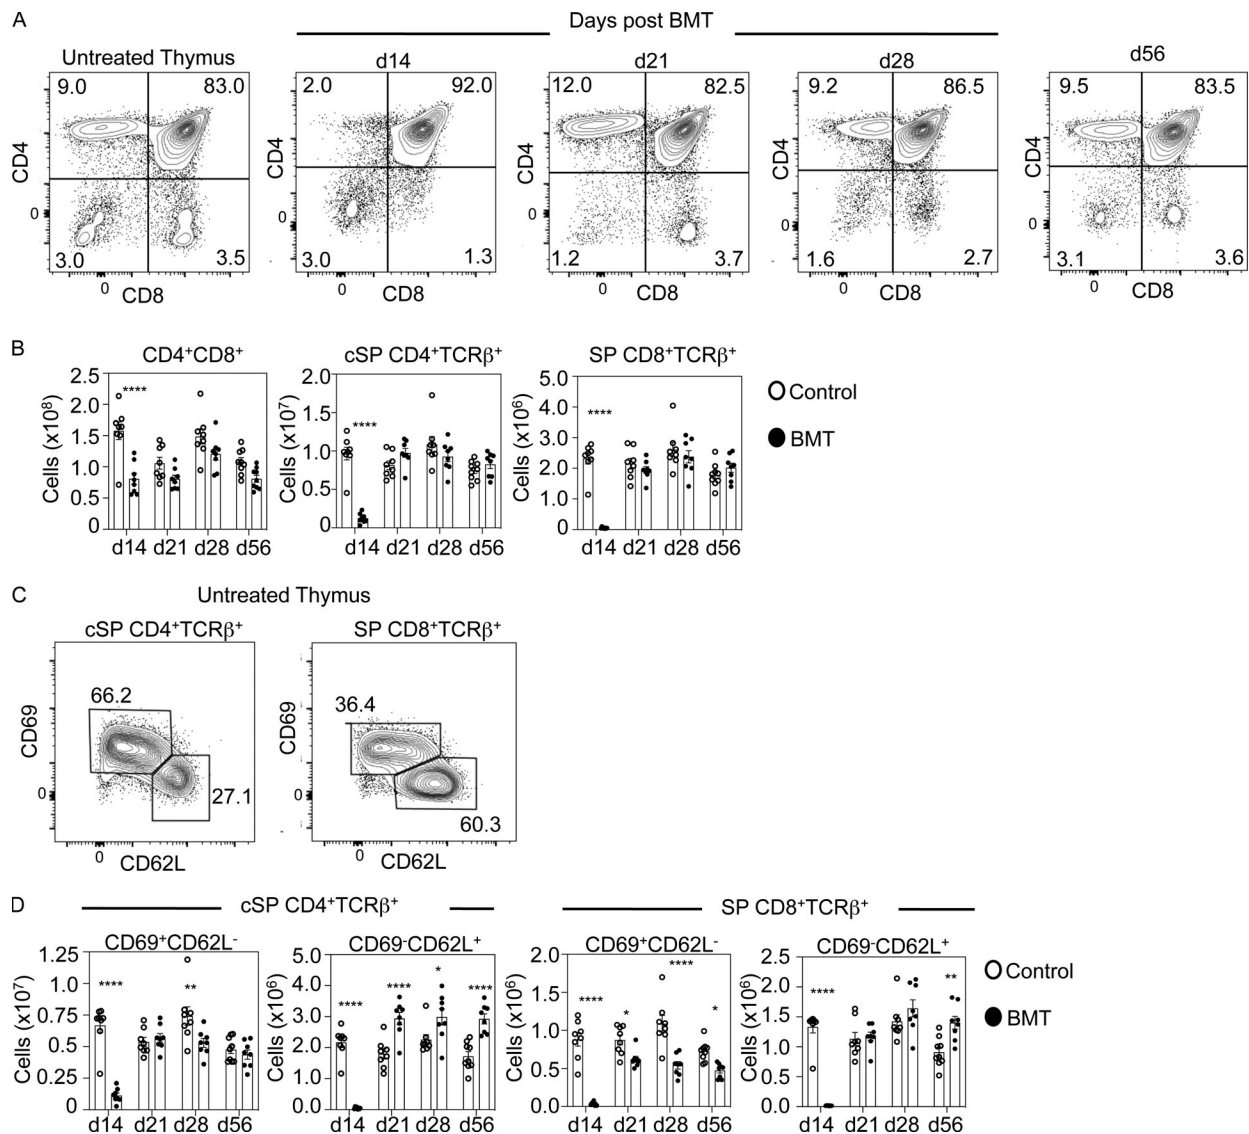 A
Days post BMT
Untreated Thymus
d14
d21
d28
d56
9.0
83.0
3.0
3.5
CD4
0
0
CD8
2.0
92.0
3.0
1.3
CD4
0
0
CD8
12.0
82.5
1.2
3.7
CD4
0
0
CD8
9.2
86.5
1.6
2.7
CD4
0
0
CD8
9.5
83.5
3.1
3.6
CD4
0
0
CD8
B
CD4⁺CD8⁺
Cells (x10⁸)
2.5
2.0
1.5
1.0
0.5
0
****
d14 d21 d28 d56
cSP CD4⁺TCRβ⁺
Cells (x10⁷)
2.0
1.5
1.0
0.5
0
****
d14 d21 d28 d56
SP CD8⁺TCRβ⁺
Cells (x10⁶)
5.0
4.0
3.0
2.0
1.0
0
****
d14 d21 d28 d56
Control
BMT
C
Untreated Thymus
cSP CD4⁺TCRβ⁺
66.2
27.1
CD69
0
0
CD62L
SP CD8⁺TCRβ⁺
36.4
60.3
CD69
0
0
CD62L
D
cSP CD4⁺TCRβ⁺
SP CD8⁺TCRβ⁺
CD69⁺CD62L⁻
Cells (x10⁷)
1.25
1.0
0.75
0.5
0.25
0
****
**
d14 d21 d28 d56
CD69⁻CD62L⁺
Cells (x10⁶)
5.0
4.0
3.0
2.0
1.0
0
****
****
*
****
d14 d21 d28 d56
CD69⁺CD62L⁻
Cells (x10⁶)
2.0
1.5
1.0
0.5
0.0
****
*
****
*
d14 d21 d28 d56
CD69⁻CD62L⁺
Cells (x10⁶)
2.5
2.0
1.5
1.0
0.5
0.0
****
**
d14 d21 d28 d56
Control
BMT